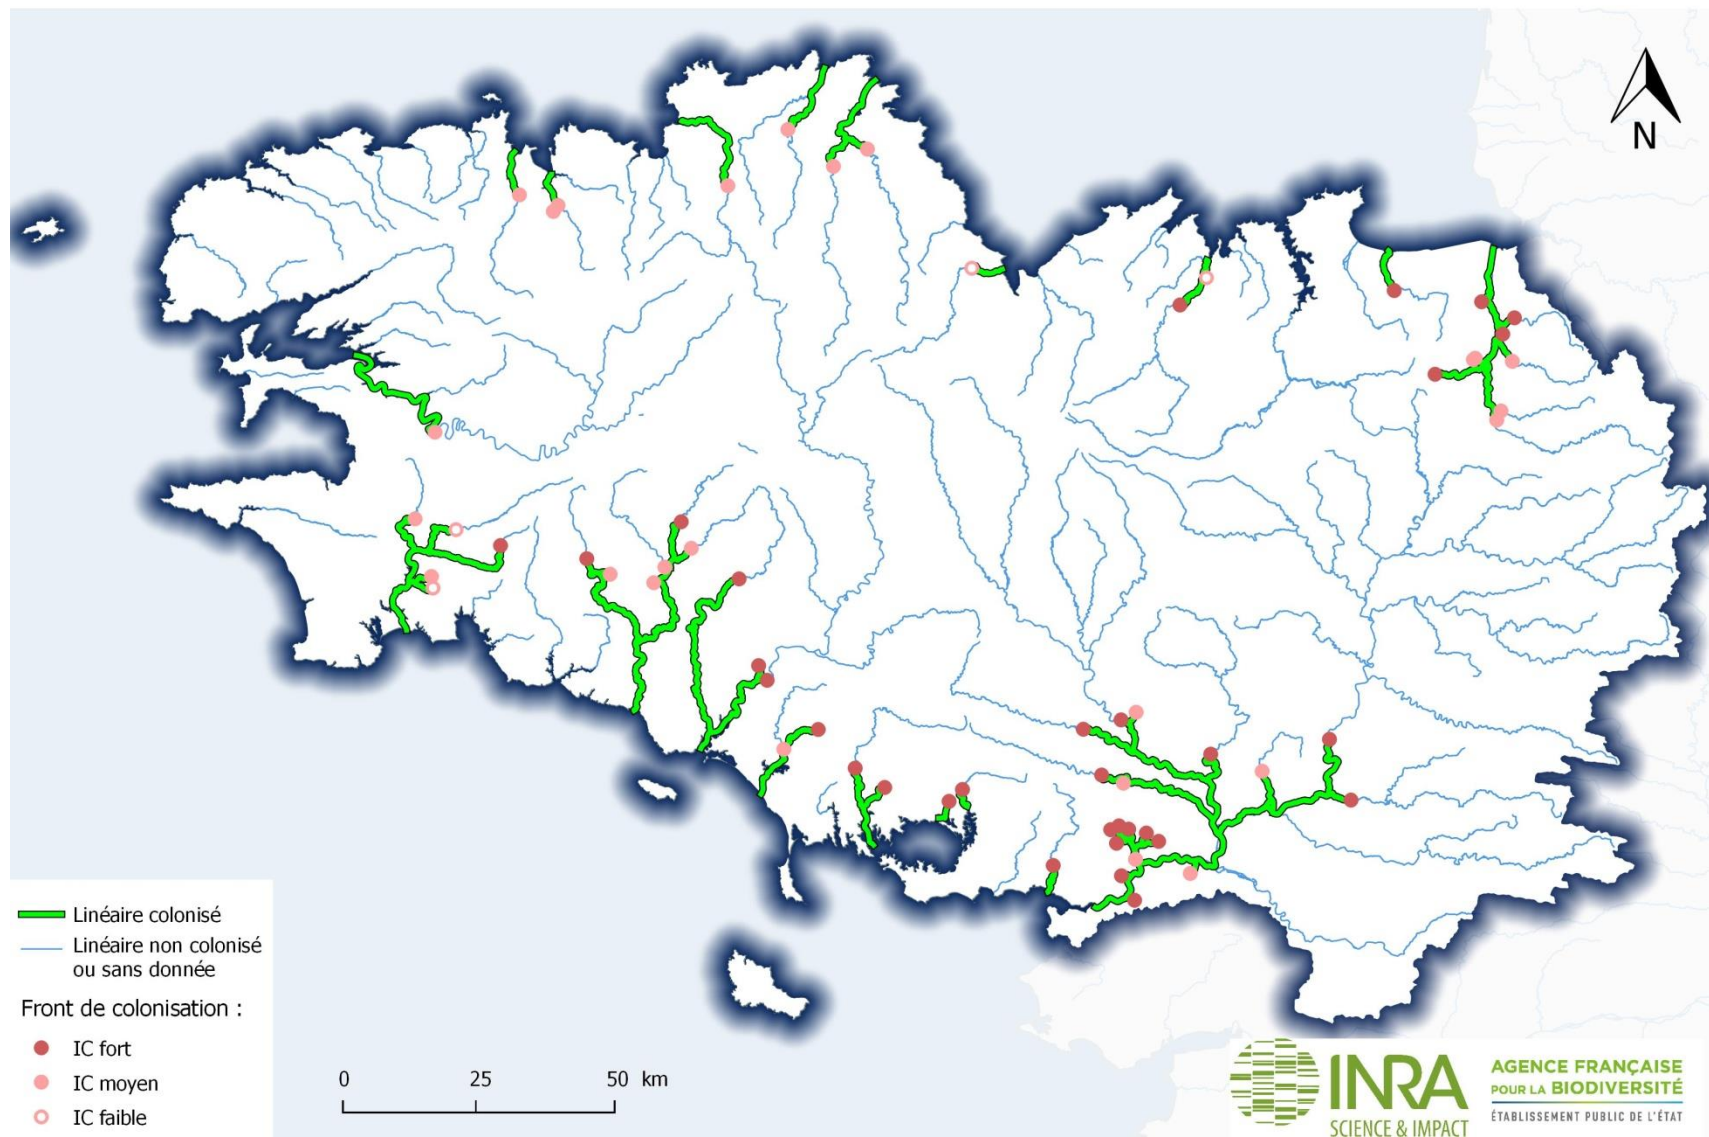 N
Linéaire colonisé
Linéaire non colonisé
ou sans donnée
Front de colonisation :
IC fort
IC moyen
IC faible
0 25 50 km
INRA
SCIENCE & IMPACT
AGENCE FRANÇAISE
POUR LA BIODIVERSITÉ
ÉTABLISSEMENT PUBLIC DE L'ÉTAT